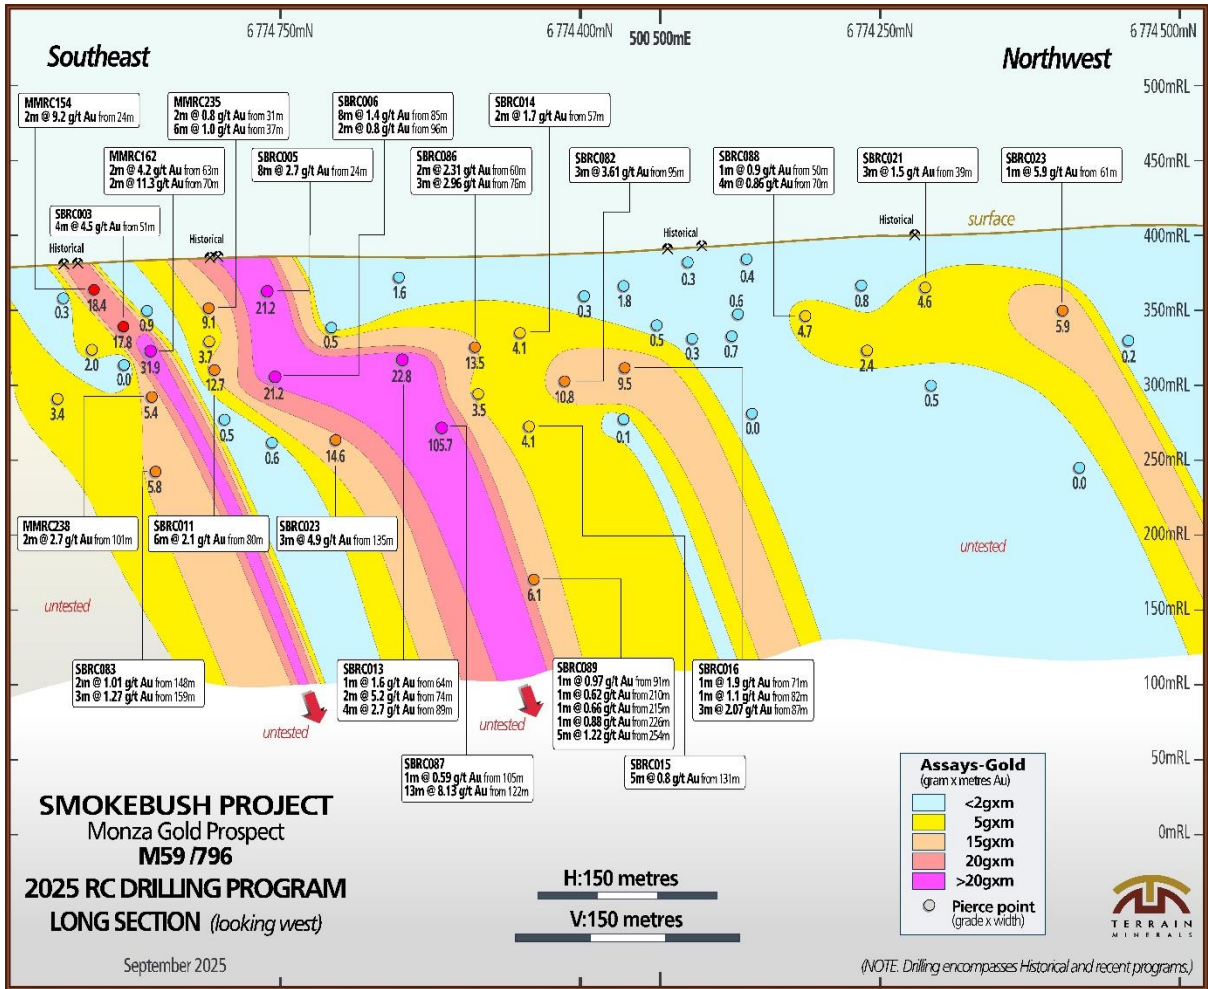 6 774 750mN
6 774 400mN
500 500mE
6 774 250mN
6 774 500mN
Southeast
Northwest
500mRL
450mRL
400mRL
350mRL
300mRL
250mRL
200mRL
150mRL
100mRL
50mRL
0mRL
MMRC154
2m @ 9.2 g/t Au from 24m
MMRC235
2m @ 0.8 g/t Au from 31m
6m @ 1.0 g/t Au from 37m
SBRC006
8m @ 1.4 g/t Au from 85m
2m @ 0.8 g/t Au from 96m
SBRC014
2m @ 1.7 g/t Au from 57m
MMRC162
2m @ 4.2 g/t Au from 63m
2m @ 11.3 g/t Au from 70m
SBRC005
8m @ 2.7 g/t Au from 24m
SBRC086
2m @ 2.31 g/t Au from 60m
3m @ 2.96 g/t Au from 76m
SBRC082
3m @ 3.61 g/t Au from 95m
SBRC088
1m @ 0.9 g/t Au from 50m
4m @ 0.86 g/t Au from 70m
SBRC021
3m @ 1.5 g/t Au from 39m
SBRC023
1m @ 5.9 g/t Au from 61m
SBRC003
4m @ 4.5 g/t Au from 51m
Historical
Historical
Historical
Historical
surface
0.3
18.4
17.8
0.9
31.9
2.0
0.0
3.4
5.4
5.8
9.1
3.7
12.7
0.5
0.6
21.2
21.2
0.5
14.6
1.6
22.8
105.7
13.5
3.5
4.1
4.1
6.1
10.8
0.3
1.8
9.5
0.1
0.5
0.3
0.3
0.4
0.6
0.7
0.0
4.7
0.8
2.4
4.6
0.5
5.9
0.2
0.0
MMRC238
2m @ 2.7 g/t Au from 101m
SBRC011
6m @ 2.1 g/t Au from 80m
SBRC023
3m @ 4.9 g/t Au from 135m
untested
untested
untested
untested
SBRC083
2m @ 1.01 g/t Au from 148m
3m @ 1.27 g/t Au from 159m
SBRC013
1m @ 1.6 g/t Au from 64m
2m @ 5.2 g/t Au from 74m
4m @ 2.7 g/t Au from 89m
SBRC089
1m @ 0.97 g/t Au from 91m
1m @ 0.62 g/t Au from 210m
1m @ 0.66 g/t Au from 215m
1m @ 0.88 g/t Au from 226m
5m @ 1.22 g/t Au from 254m
SBRC016
1m @ 1.9 g/t Au from 71m
1m @ 1.1 g/t Au from 82m
3m @ 2.07 g/t Au from 87m
SBRC087
1m @ 0.59 g/t Au from 105m
13m @ 8.13 g/t Au from 122m
SBRC015
5m @ 0.8 g/t Au from 131m
SMOKEBUSH PROJECT
Monza Gold Prospect
M59 /796
2025 RC DRILLING PROGRAM
LONG SECTION (looking west)
September 2025
H:150 metres
V:150 metres
Assays-Gold
(gram x metres Au)
<2gxm
5gxm
15gxm
20gxm
>20gxm
Pierce point
(grade x width)
TERRAIN
MINERALS
(NOTE. Drilling encompasses Historical and recent programs.)